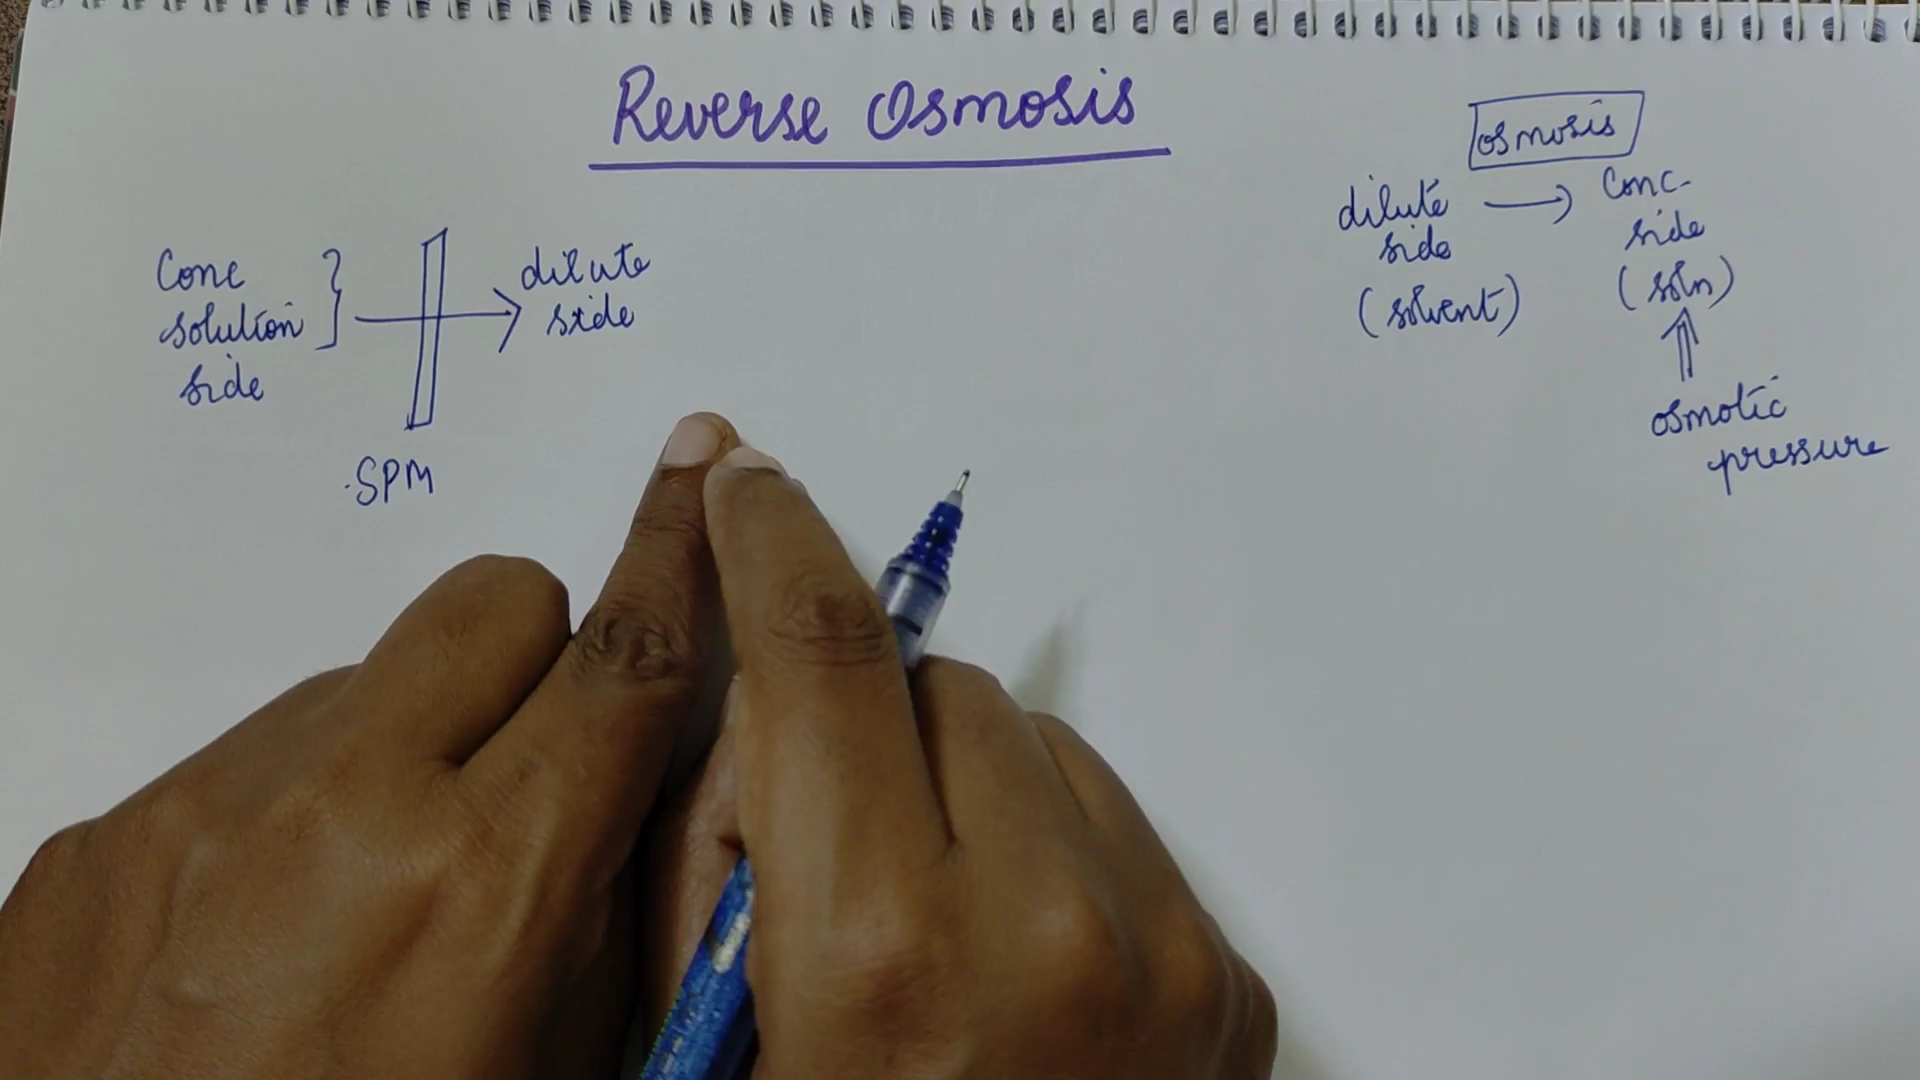 Reverse Osmosis
Conc
solution
side
SPM
dilute
side
osmosis
dilute
side
(solvent)
Conc.
side
(soln)
osmotic
pressure